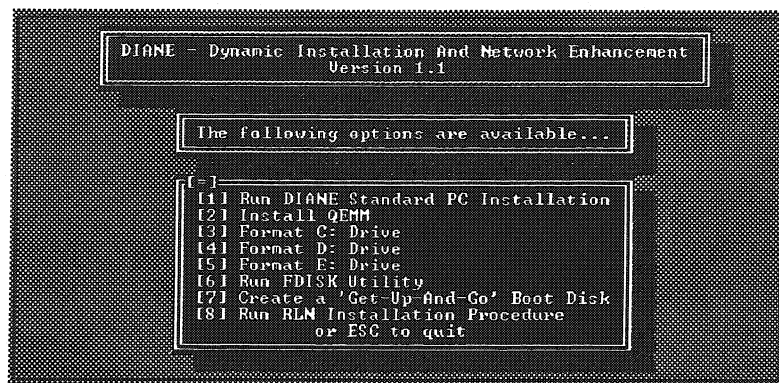 DIANE - Dynamic Installation And Network Enhancement
Version 1.1
The following options are available...
[=]
[1] Run DIANE Standard PC Installation
[2] Install QEMM
[3] Format C: Drive
[4] Format D: Drive
[5] Format E: Drive
[6] Run FDISK Utility
[7] Create a 'Get-Up-And-Go' Boot Disk
[8] Run RLN Installation Procedure
or ESC to quit